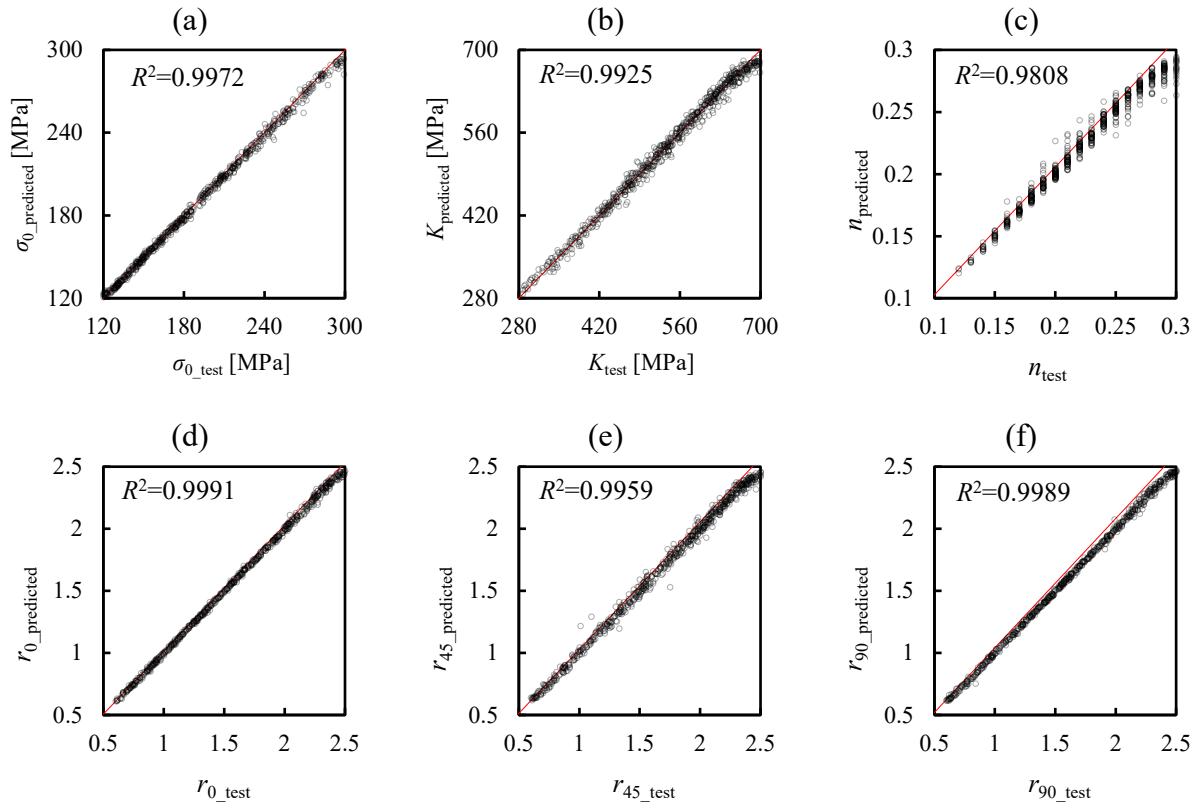 (a)
(b)
(c)
300
240
180
120
σ0_predicted [MPa]
R²=0.9972
120 180 240 300
σ0_test [MPa]
700
560
420
280
Kpredicted [MPa]
R²=0.9925
280 420 560 700
Ktest [MPa]
0.3
0.25
0.2
0.15
0.1
npredicted
R²=0.9808
0.1 0.15 0.2 0.25 0.3
ntest
(d)
(e)
(f)
2.5
2
1.5
1
0.5
r0_predicted
R²=0.9991
0.5 1 1.5 2 2.5
r0_test
2.5
2
1.5
1
0.5
r45_predicted
R²=0.9959
0.5 1 1.5 2 2.5
r45_test
2.5
2
1.5
1
0.5
r90_predicted
R²=0.9989
0.5 1 1.5 2 2.5
r90_test